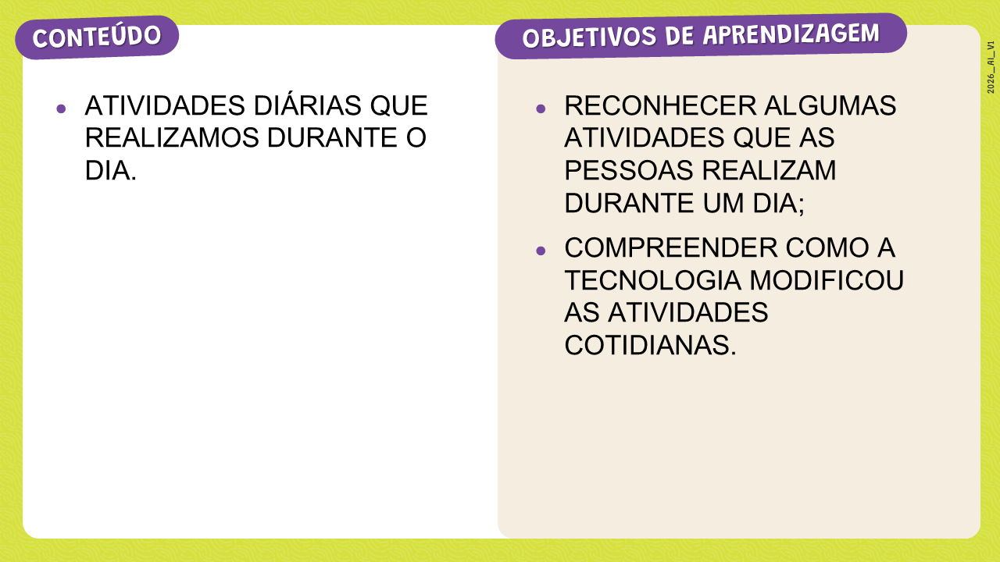 CONTEÚDO
• ATIVIDADES DIÁRIAS QUE
REALIZAMOS DURANTE O
DIA.
OBJETIVOS DE APRENDIZAGEM
• RECONHECER ALGUMAS
ATIVIDADES QUE AS
PESSOAS REALIZAM
DURANTE UM DIA;
• COMPREENDER COMO A
TECNOLOGIA MODIFICOU
AS ATIVIDADES
COTIDIANAS.
2026_AI_V1